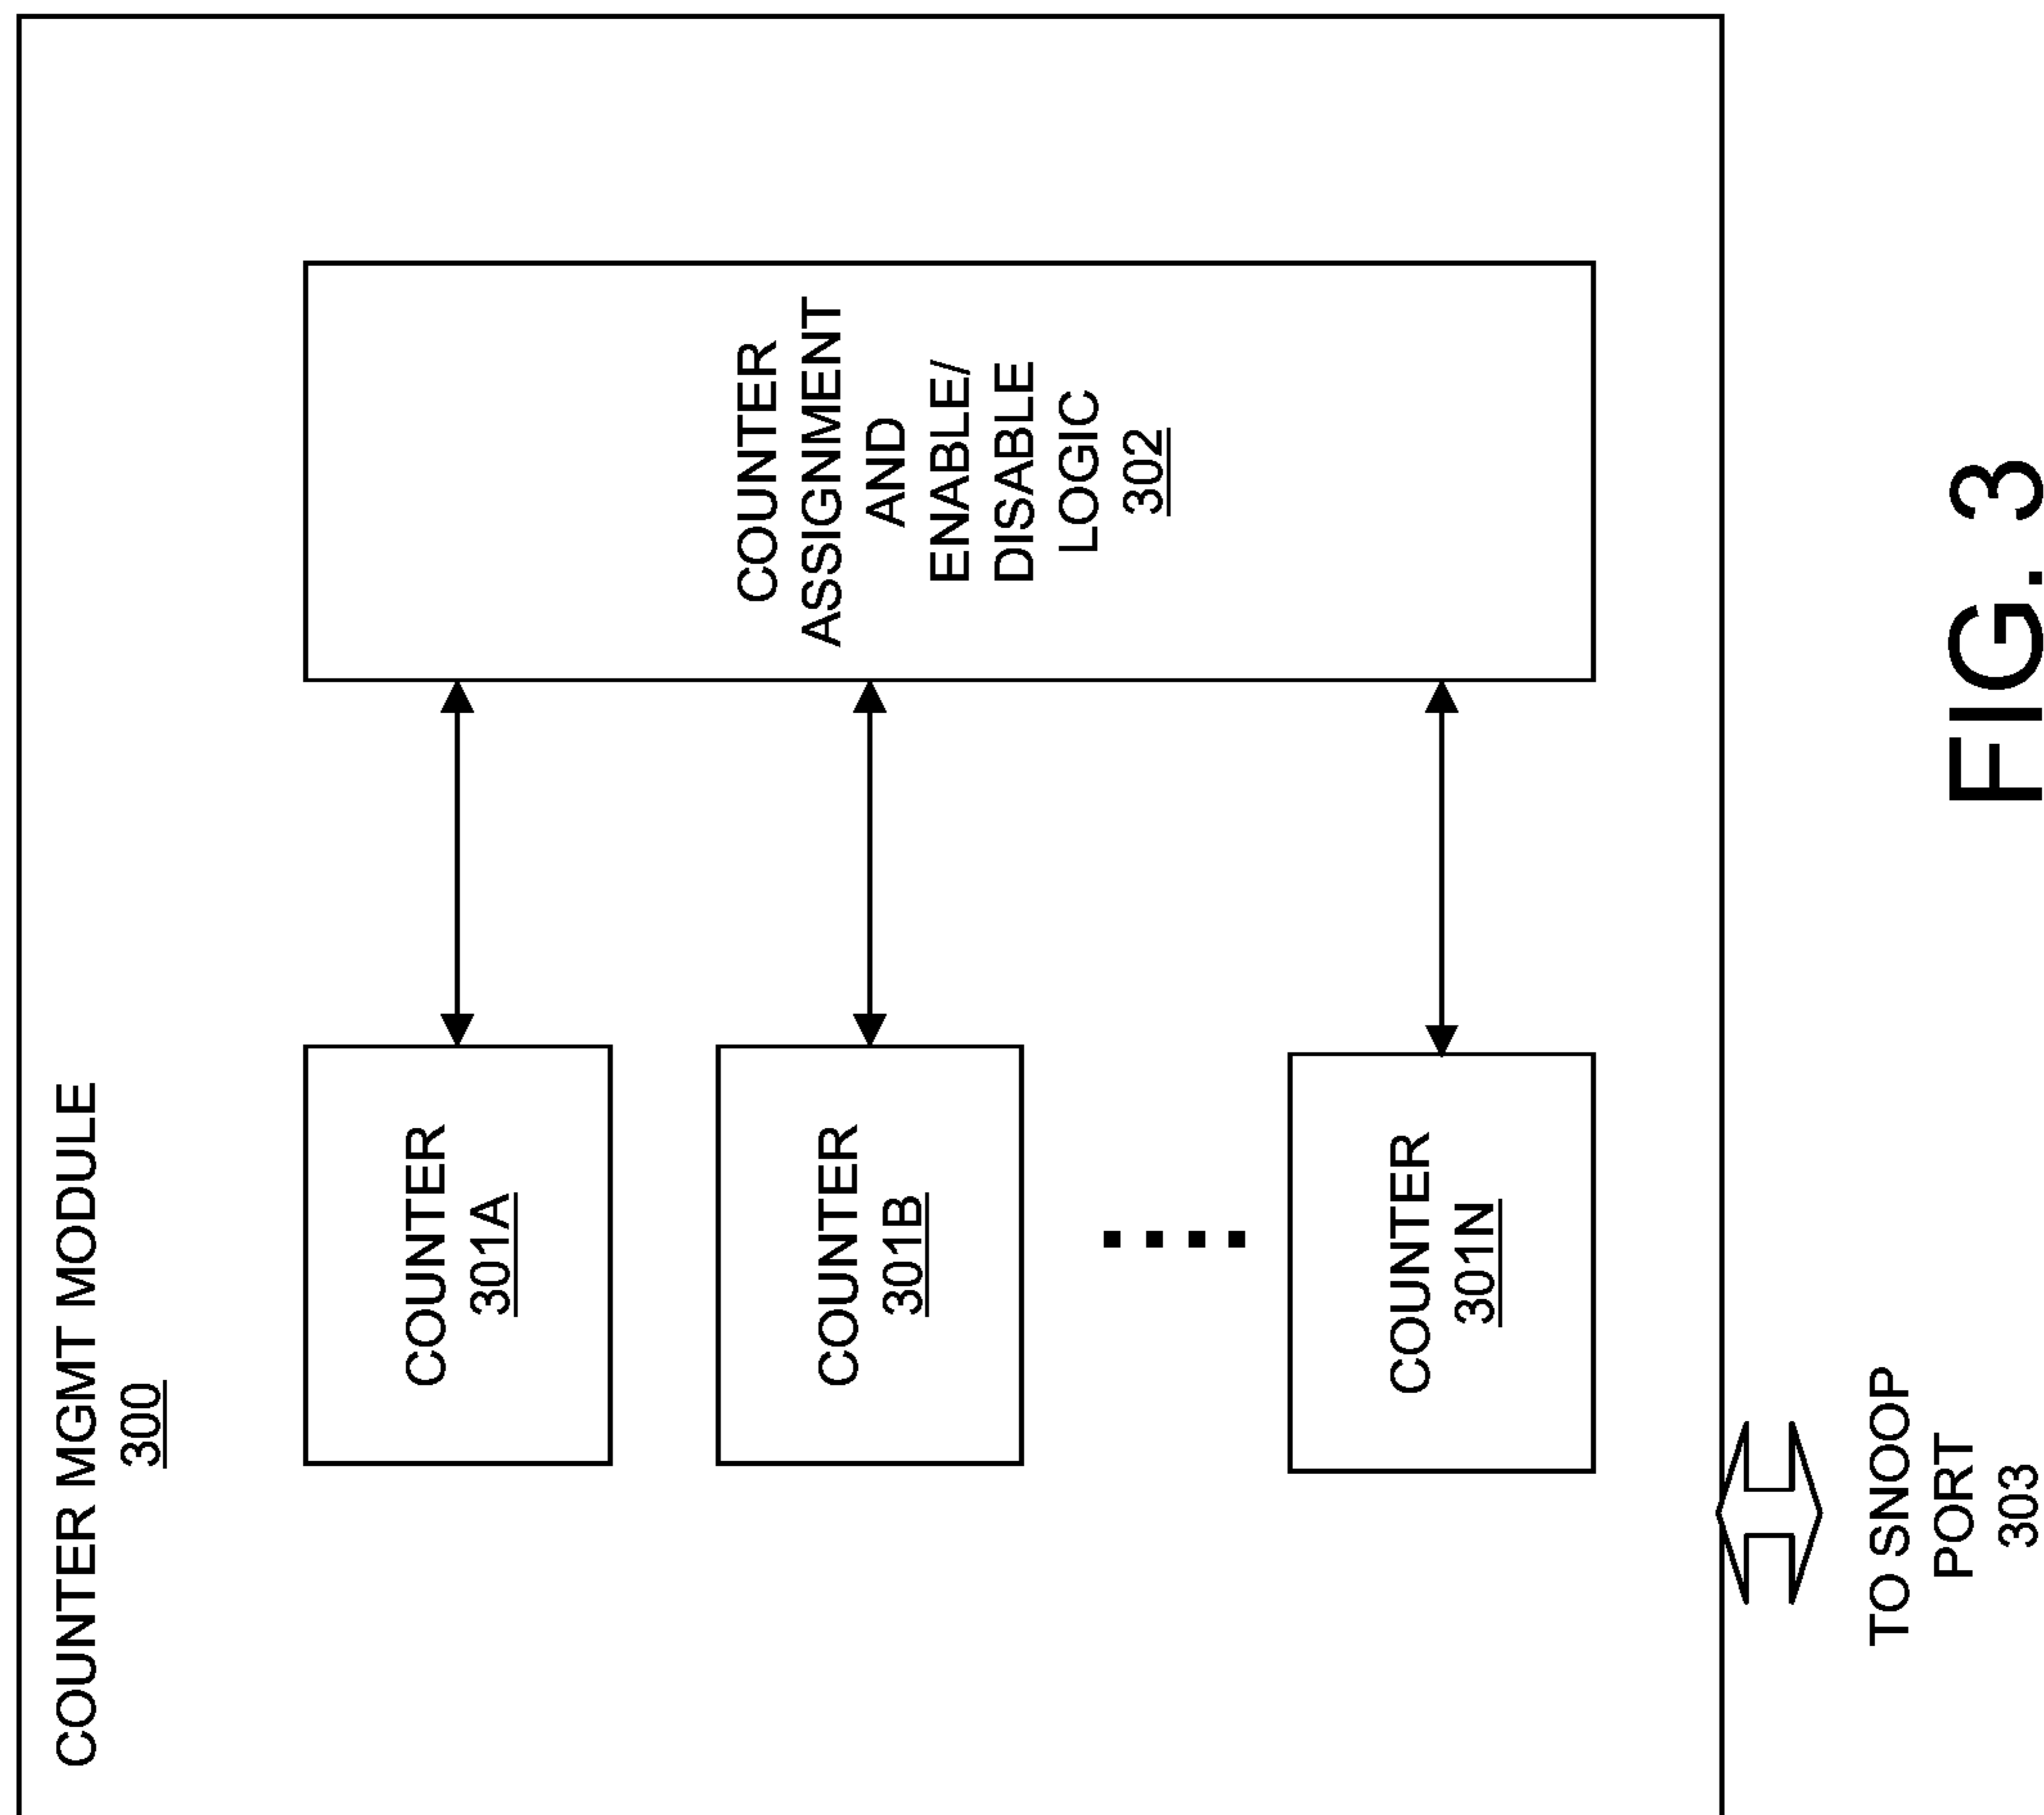 COUNTER MGMT MODULE
300
COUNTER
301A
COUNTER
301B
COUNTER
301N
COUNTER
ASSIGNMENT
AND
ENABLE/
DISABLE
LOGIC
302
TO SNOOP
PORT
303
FIG. 3